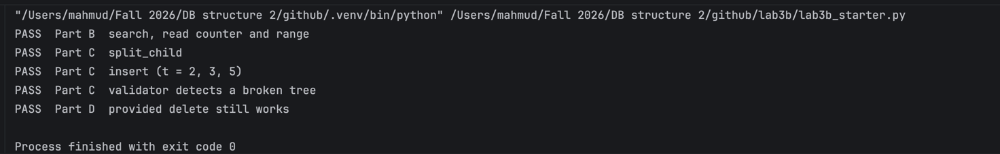 "/Users/mahmud/Fall 2026/DB structure 2/github/.venv/bin/python" /Users/mahmud/Fall 2026/DB structure 2/github/lab3b/lab3b_starter.py
PASS  Part B  search, read counter and range
PASS  Part C  split_child
PASS  Part C  insert (t = 2, 3, 5)
PASS  Part C  validator detects a broken tree
PASS  Part D  provided delete still works
Process finished with exit code 0